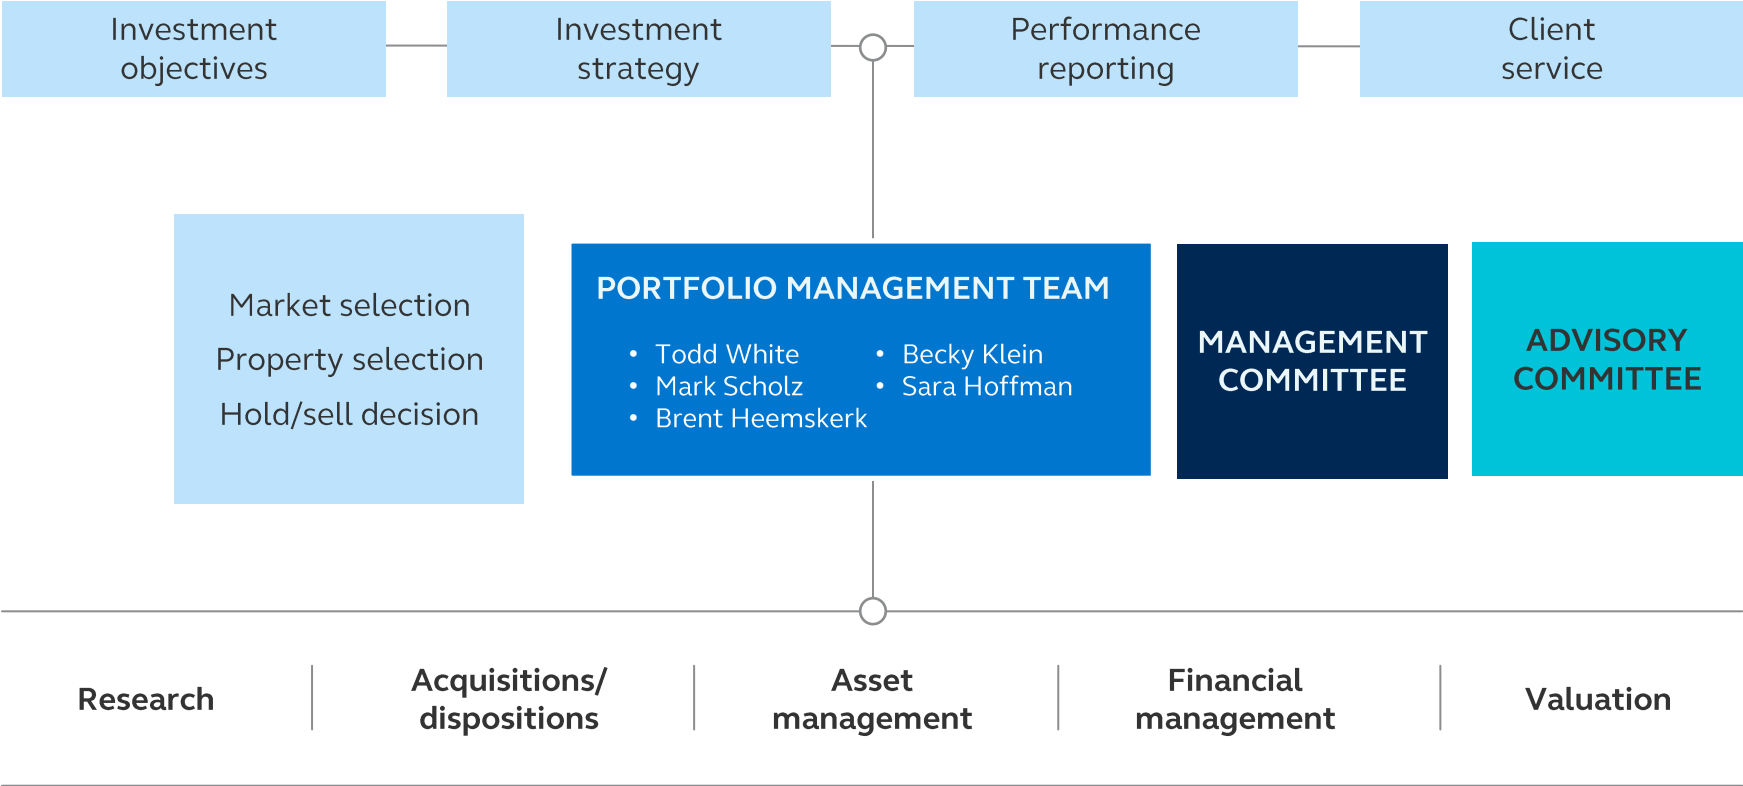 Investment
objectives
Investment
strategy
Performance
reporting
Client
service
Market selection
Property selection
Hold/sell decision
PORTFOLIO MANAGEMENT TEAM
• Todd White
• Mark Scholz
• Brent Heemskerk
• Becky Klein
• Sara Hoffman
MANAGEMENT
COMMITTEE
ADVISORY
COMMITTEE
Research
Acquisitions/
dispositions
Asset
management
Financial
management
Valuation